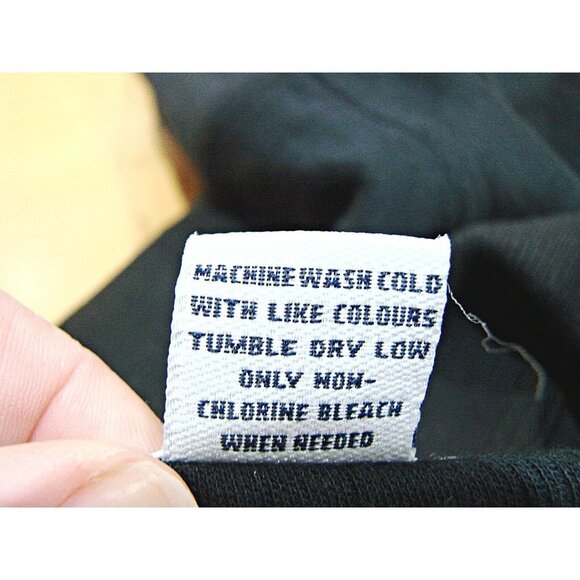 MACHINE WASH COLD
WITH LIKE COLOURS
TUMBLE DRY LOW
ONLY NON-
CHLORINE BLEACH
WHEN NEEDED